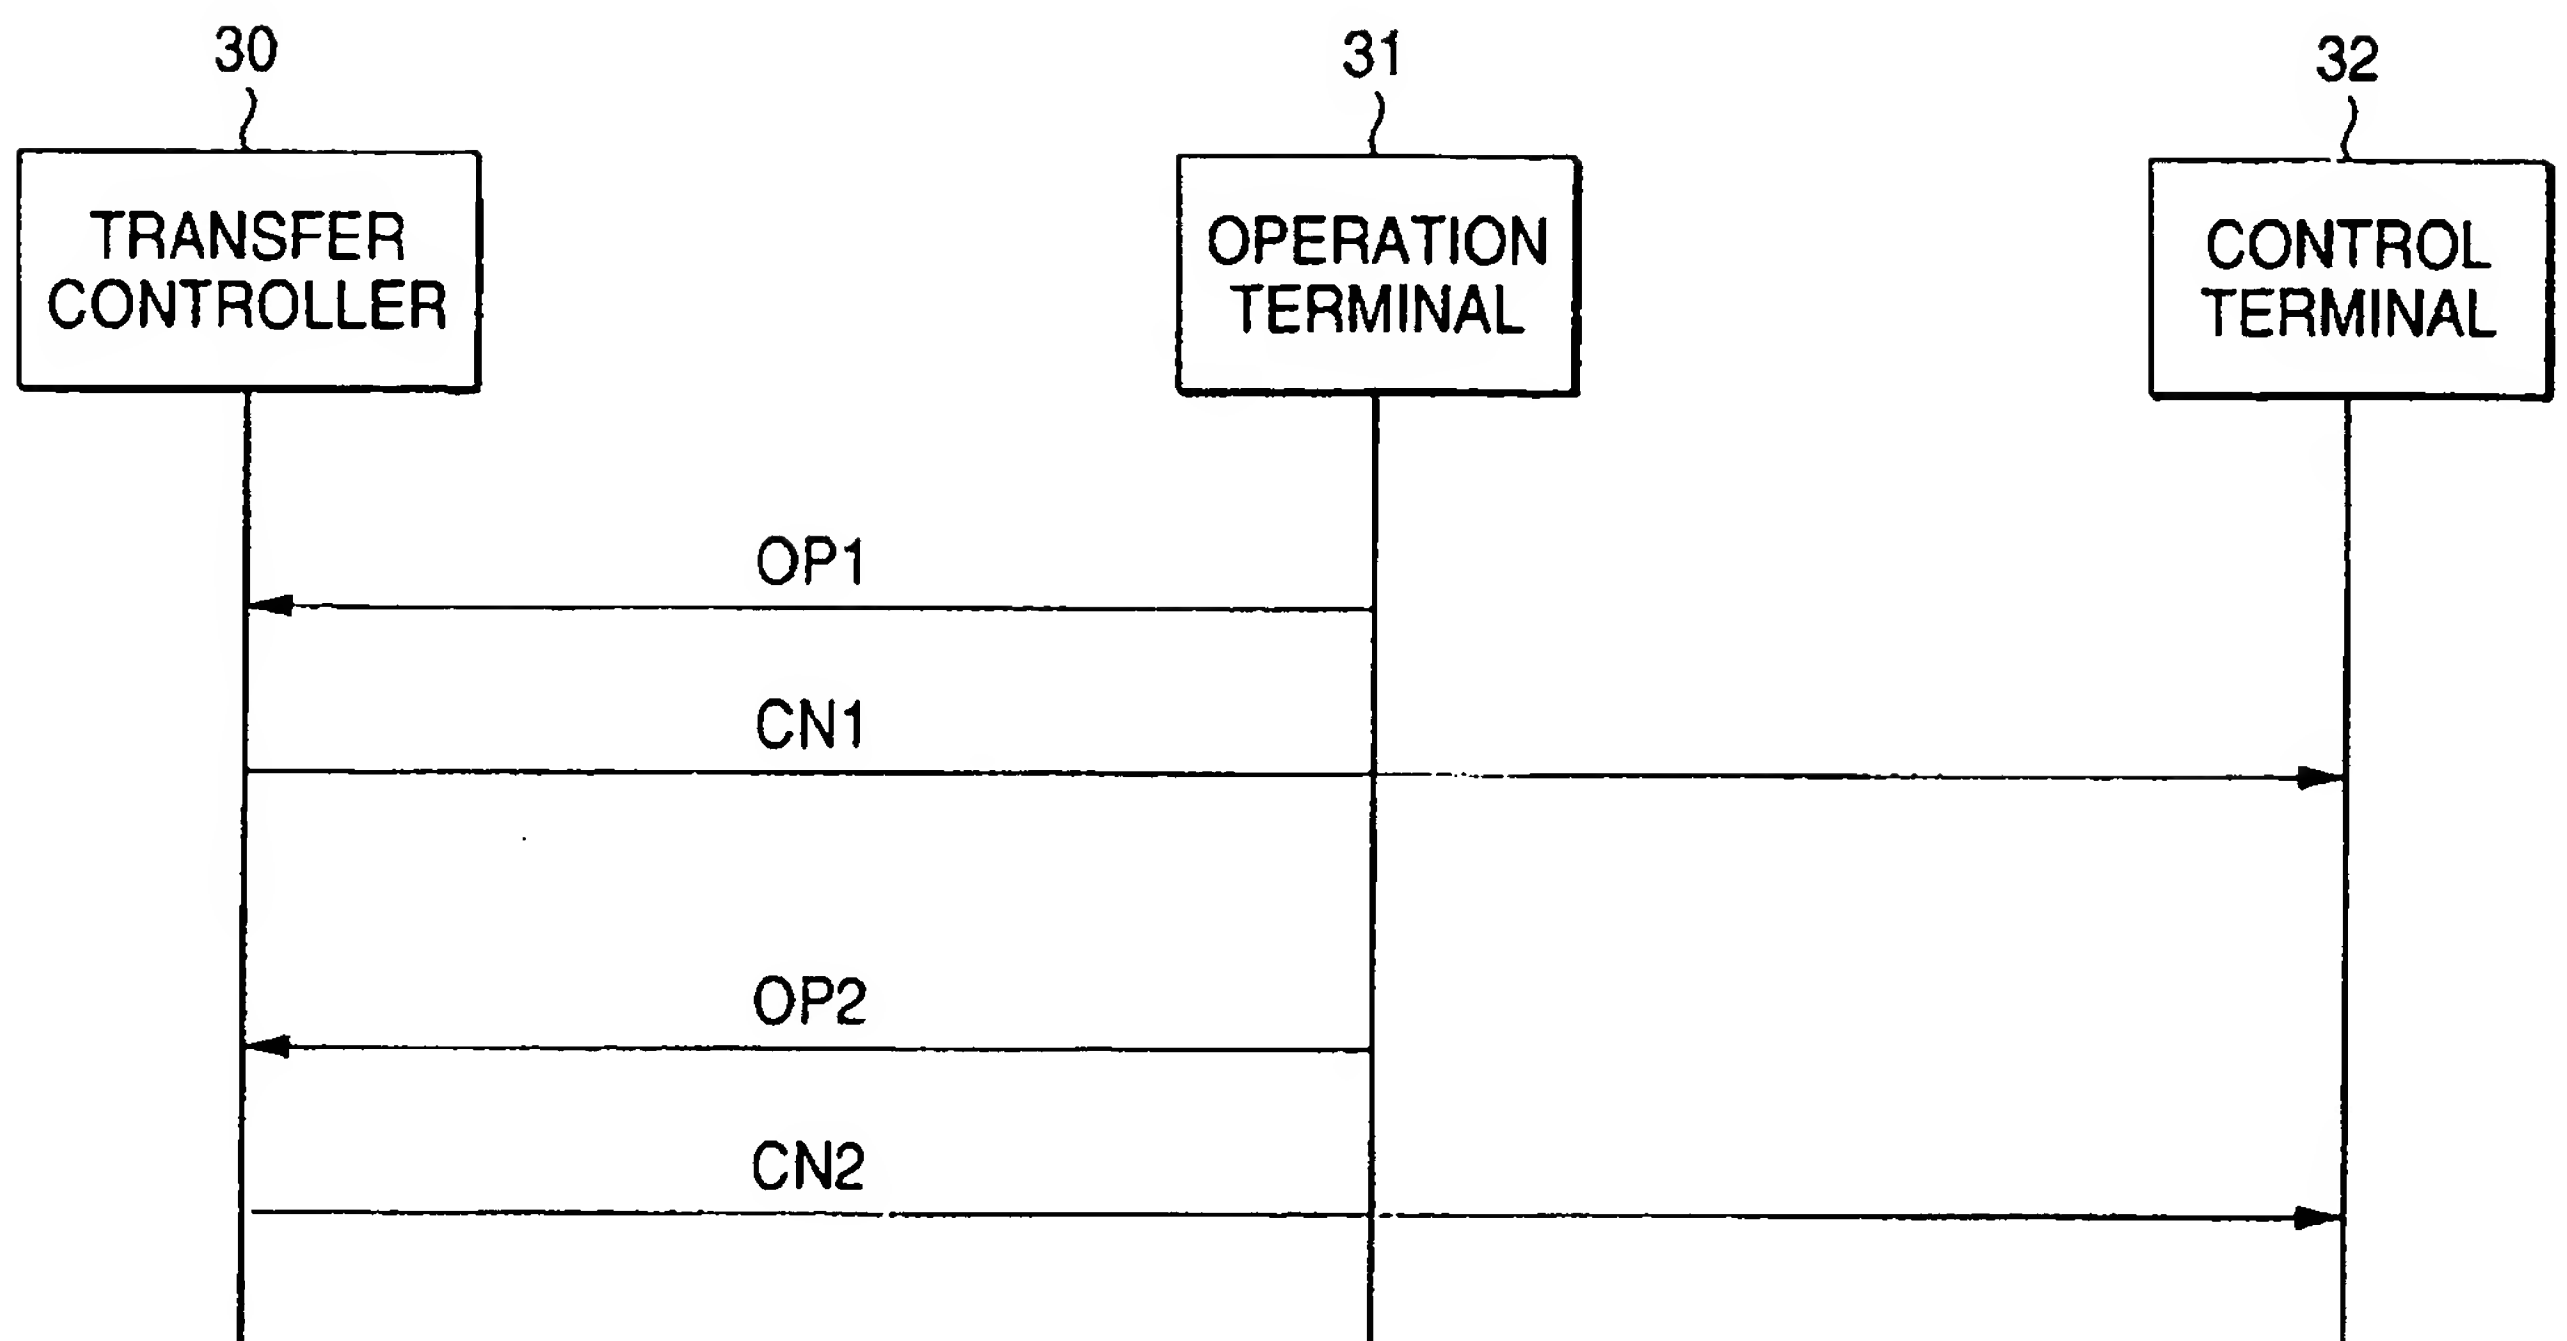 30
31
32
TRANSFER
CONTROLLER
OPERATION
TERMINAL
CONTROL
TERMINAL
OP1
CN1
OP2
CN2